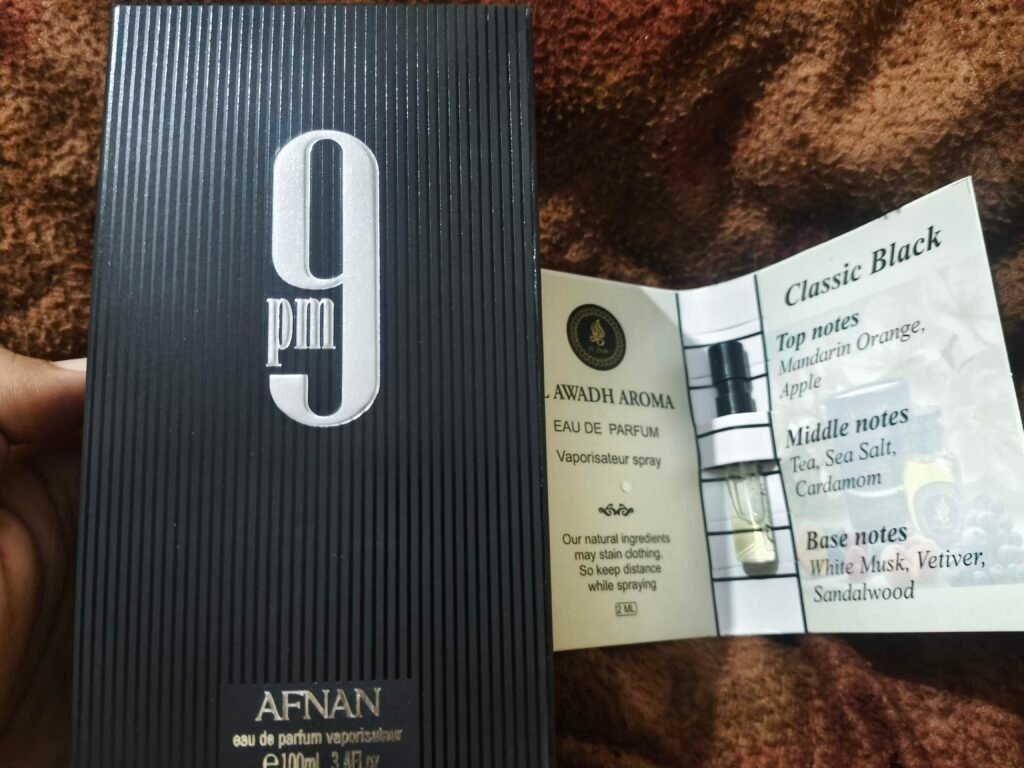 9
pm
AFNAN
eau de parfum vaporisateur
℮100ml 3.4Fl oz
L AWADH AROMA
EAU DE PARFUM
Vaporisateur spray
Our natural ingredients
may stain clothing.
So keep distance
while spraying
2 ML
Classic Black
Top notes
Mandarin Orange,
Apple
Middle notes
Tea, Sea Salt,
Cardamom
Base notes
White Musk, Vetiver,
Sandalwood